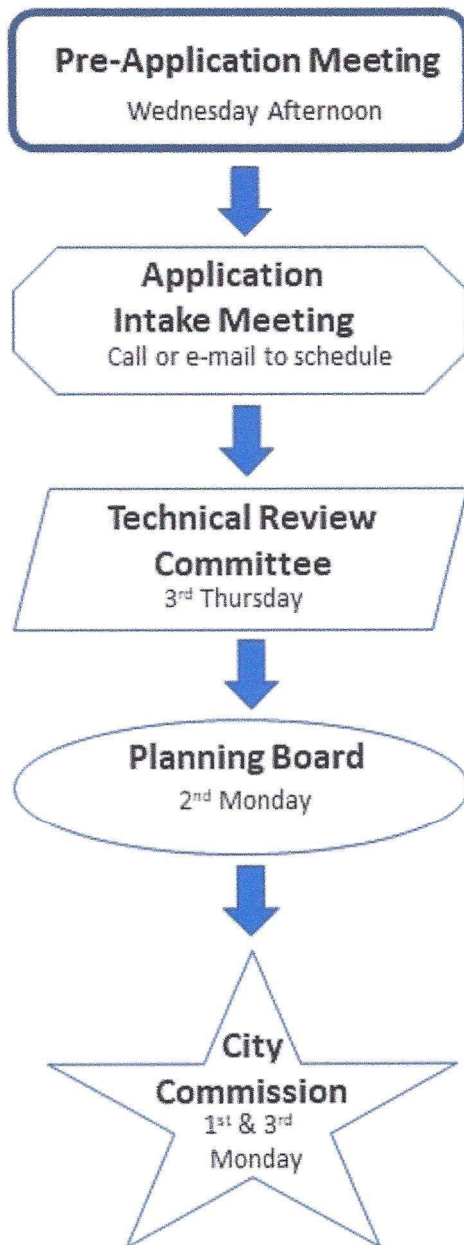 Pre-Application Meeting
Wednesday Afternoon
Application
Intake Meeting
Call or e-mail to schedule
Technical Review
Committee
3rd Thursday
Planning Board
2nd Monday
City
Commission
1st & 3rd
Monday